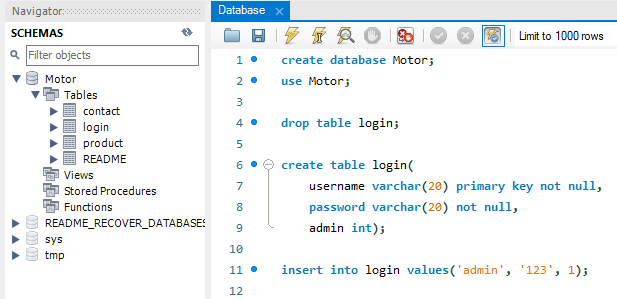 Navigator
Database
SCHEMAS
Filter objects
Motor
Tables
contact
login
product
README
Views
Stored Procedures
Functions
README_RECOVER_DATABASES
sys
tmp
Limit to 1000 rows
1 create database Motor;
2 use Motor;
3
4 drop table login;
5
6 create table login(
7 username varchar(20) primary key not null,
8 password varchar(20) not null,
9 admin int);
10
11 insert into login values('admin', '123', 1);
12